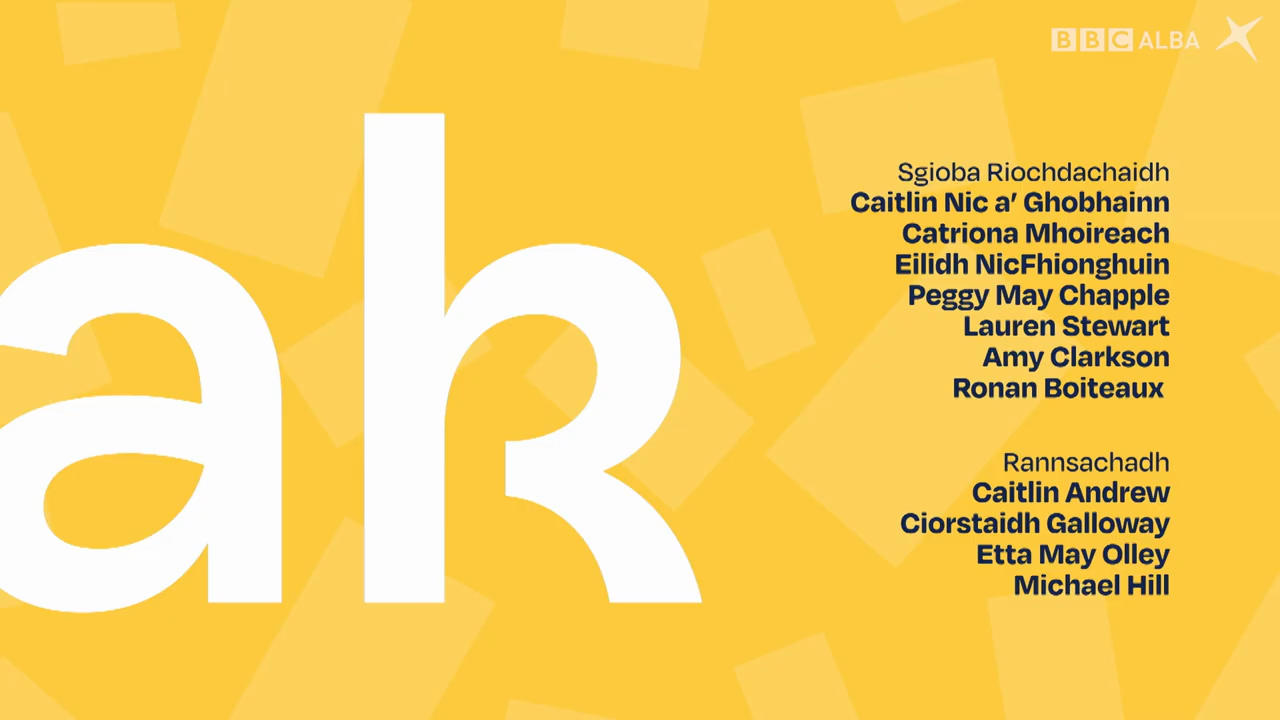 BBC ALBA
ak
Sgioba Riochdachaidh
Caitlin Nic a’ Ghobhainn
Catriona Mhoireach
Eilidh NicFhionghuin
Peggy May Chapple
Lauren Stewart
Amy Clarkson
Ronan Boiteaux
Rannsachadh
Caitlin Andrew
Ciorstaidh Galloway
Etta May Olley
Michael Hill